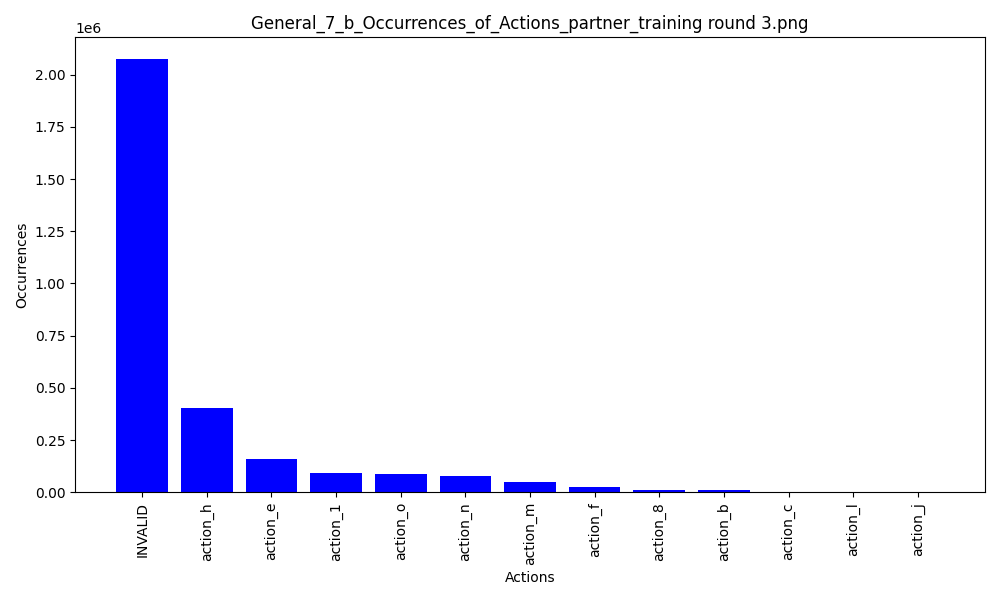 General_7_b_Occurrences_of_Actions_partner_training round 3.png
1e6
2.00
1.75
1.50
1.25
1.00
0.75
0.50
0.25
0.00
Occurrences
INVALID
action_h
action_e
action_1
action_o
action_n
action_m
action_f
action_8
action_b
action_c
action_l
action_j
Actions